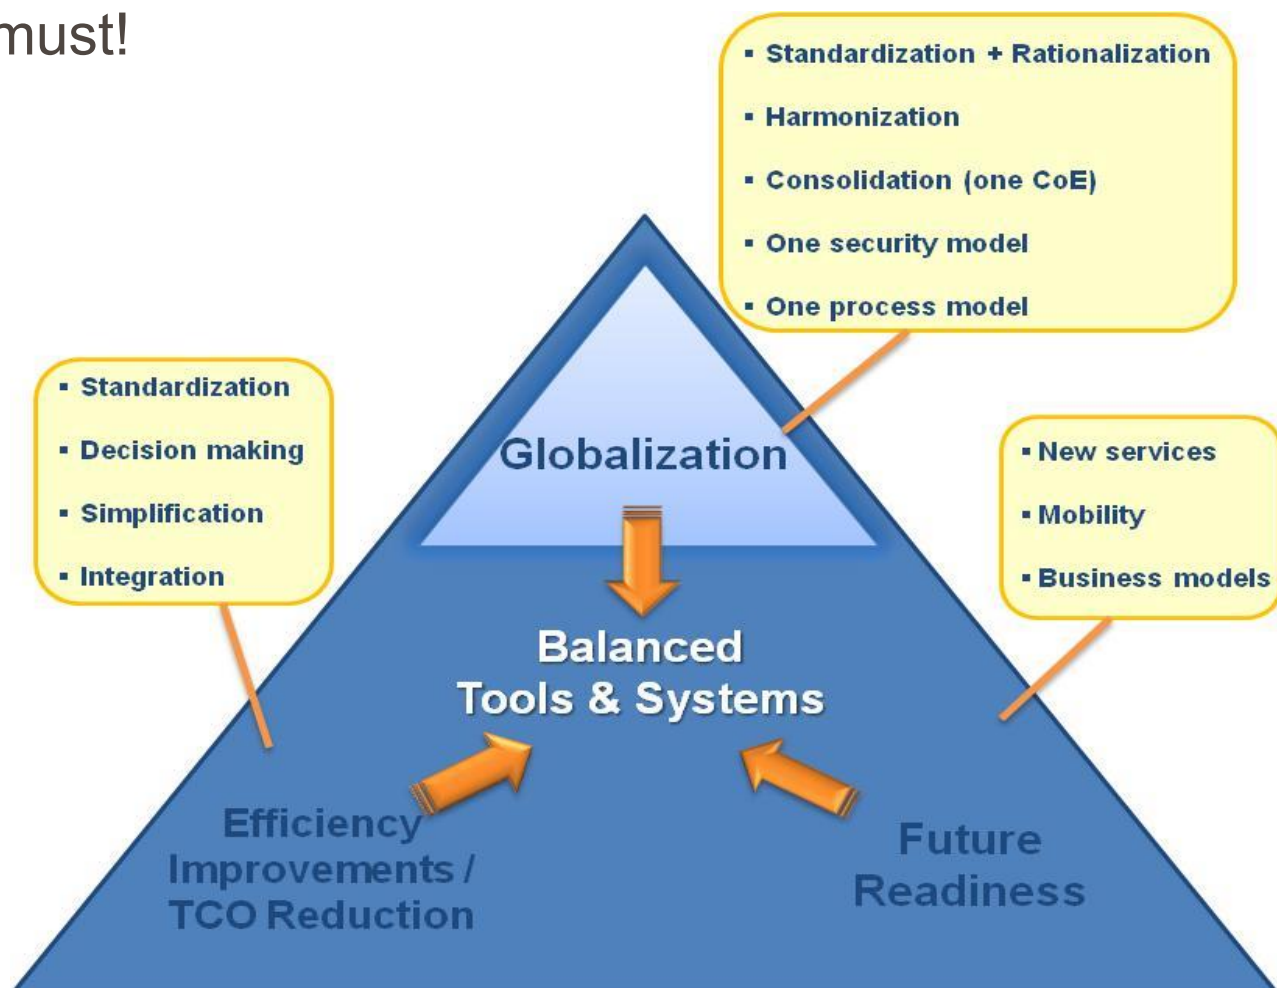 must!
▪ Standardization + Rationalization
▪ Harmonization
▪ Consolidation (one CoE)
▪ One security model
▪ One process model
▪ Standardization
▪ Decision making
▪ Simplification
▪ Integration
Globalization
▪ New services
▪ Mobility
▪ Business models
Balanced
Tools & Systems
Efficiency
Improvements /
TCO Reduction
Future
Readiness